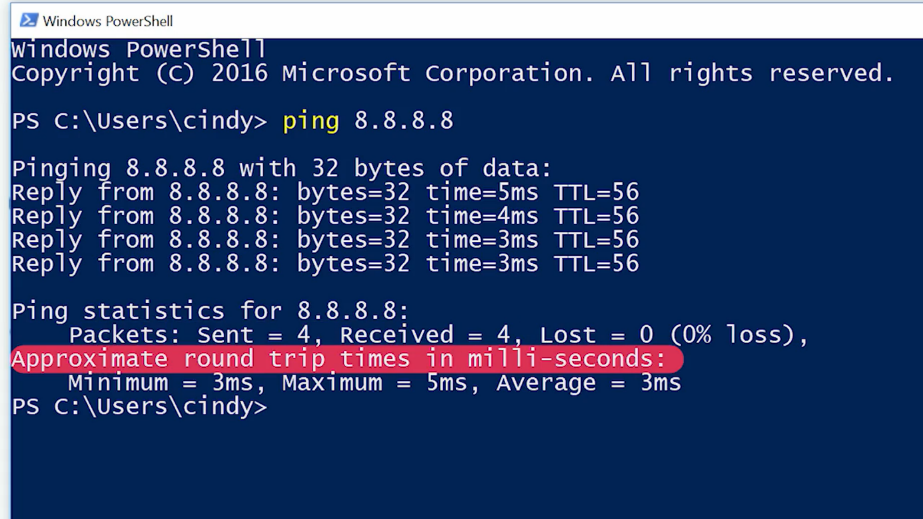 Windows PowerShell
Windows PowerShell
Copyright (C) 2016 Microsoft Corporation. All rights reserved.
PS C:\Users\cindy> ping 8.8.8.8
Pinging 8.8.8.8 with 32 bytes of data:
Reply from 8.8.8.8: bytes=32 time=5ms TTL=56
Reply from 8.8.8.8: bytes=32 time=4ms TTL=56
Reply from 8.8.8.8: bytes=32 time=3ms TTL=56
Reply from 8.8.8.8: bytes=32 time=3ms TTL=56
Ping statistics for 8.8.8.8:
Packets: Sent = 4, Received = 4, Lost = 0 (0% loss),
Approximate round trip times in milli-seconds:
Minimum = 3ms, Maximum = 5ms, Average = 3ms
PS C:\Users\cindy>